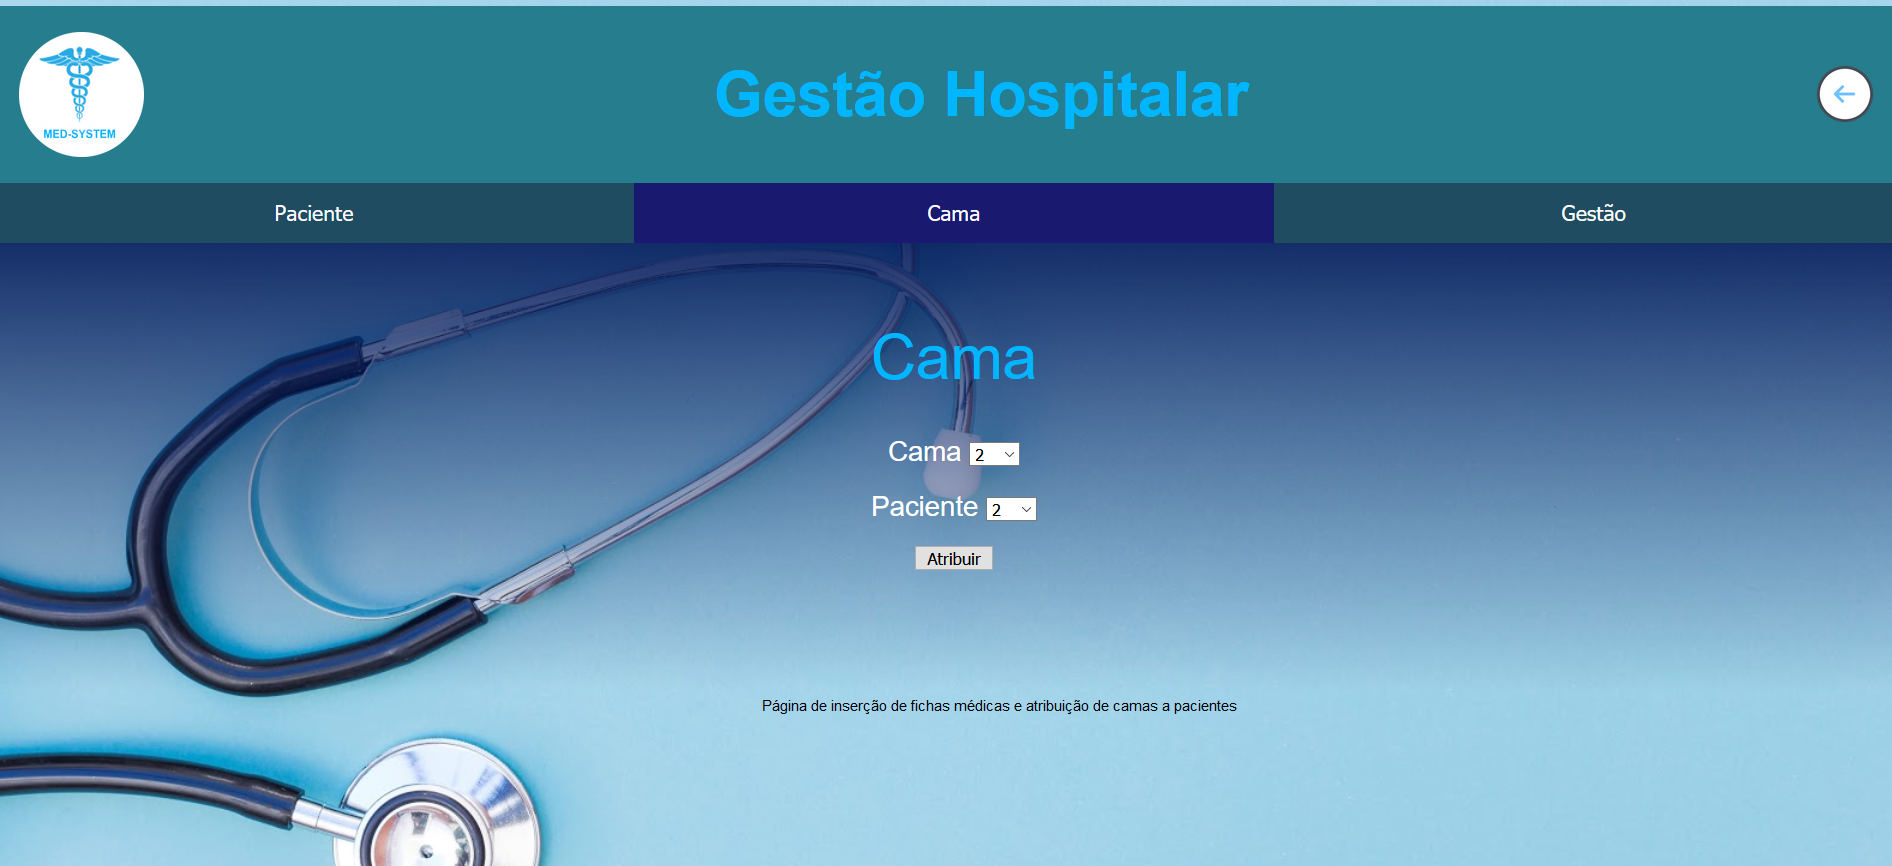 MED-SYSTEM
Gestão Hospitalar
Paciente Cama Gestão
Cama
Cama 2
Paciente 2
Atribuir
Página de inserção de fichas médicas e atribuição de camas a pacientes